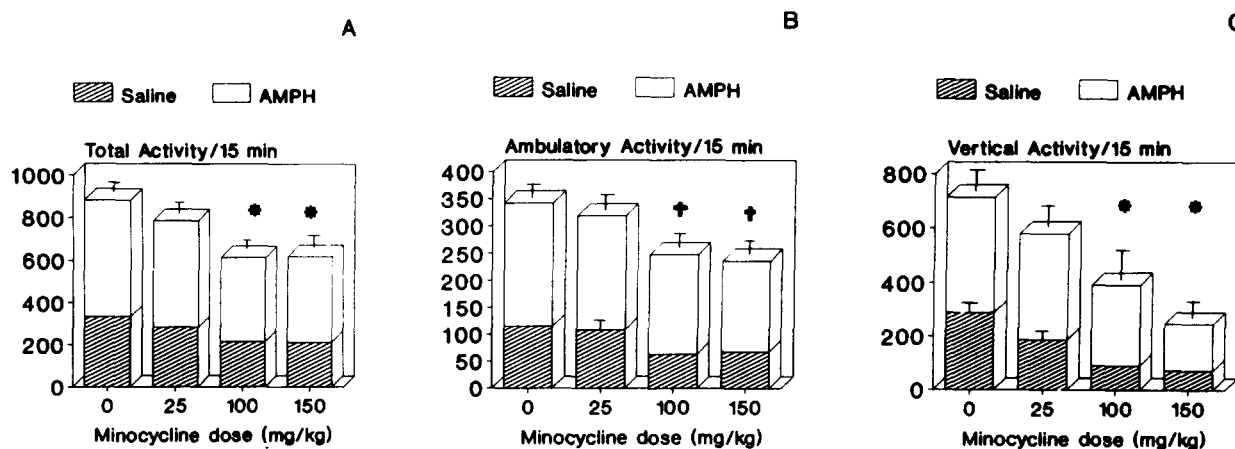 A
Saline AMPH
Total Activity/15 min
1000
800
600
400
200
0
* *
0 25 100 150
Minocycline dose (mg/kg)
B
Saline AMPH
Ambulatory Activity/15 min
400
350
300
250
200
150
100
50
0
✝ ✝
0 25 100 150
Minocycline dose (mg/kg)
C
Saline AMPH
Vertical Activity/15 min
800
600
400
200
0
* *
0 25 100 150
Minocycline dose (mg/kg)